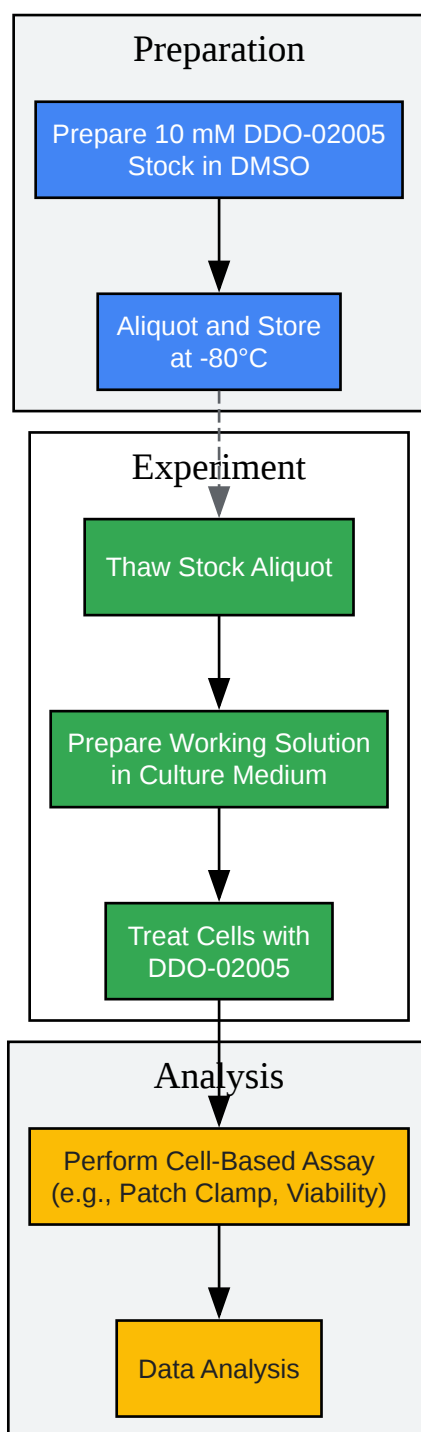 Preparation
Prepare 10 mM DDO-02005
Stock in DMSO
Aliquot and Store
at -80°C
Experiment
Thaw Stock Aliquot
Prepare Working Solution
in Culture Medium
Treat Cells with
DDO-02005
Analysis
Perform Cell-Based Assay
(e.g., Patch Clamp, Viability)
Data Analysis